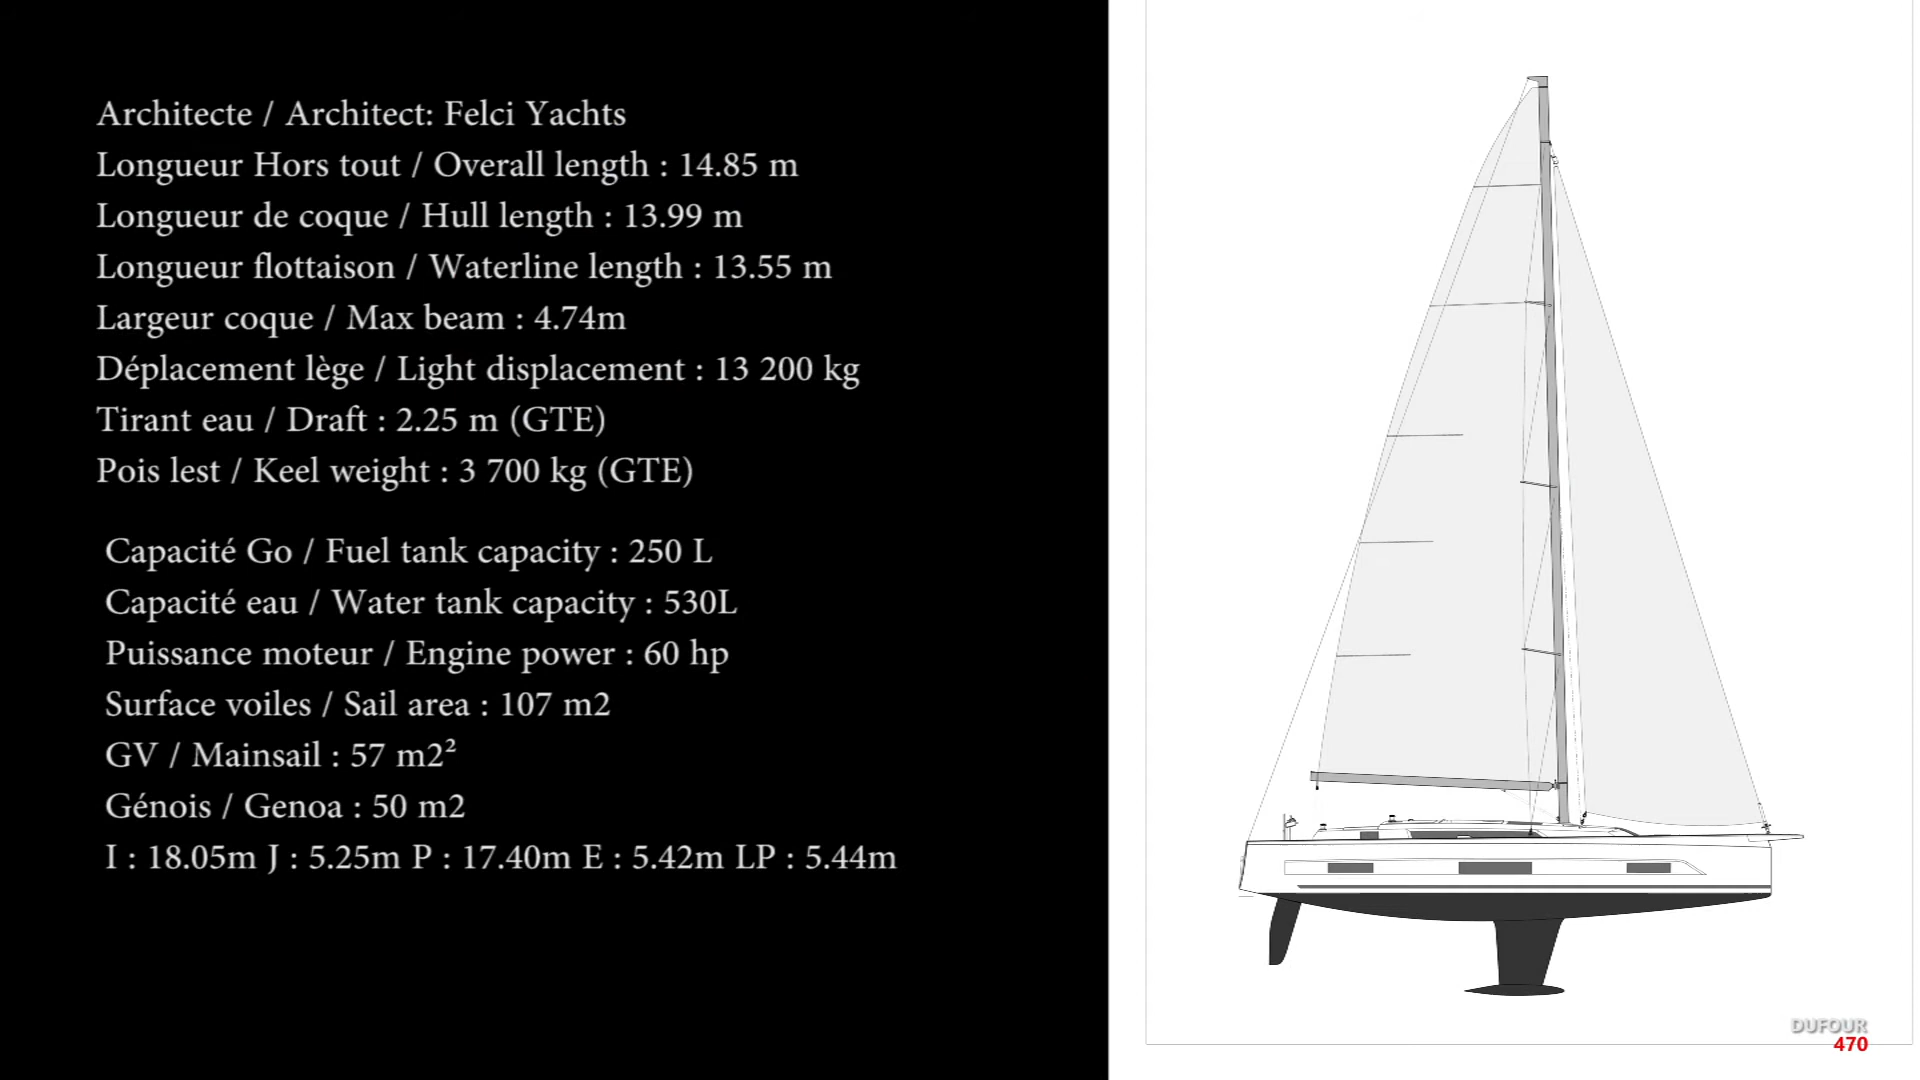 Architecte / Architect: Felci Yachts
Longueur Hors tout / Overall length : 14.85 m
Longueur de coque / Hull length : 13.99 m
Longueur flottaison / Waterline length : 13.55 m
Largeur coque / Max beam : 4.74m
Déplacement lège / Light displacement : 13 200 kg
Tirant eau / Draft : 2.25 m (GTE)
Pois lest / Keel weight : 3 700 kg (GTE)
Capacité Go / Fuel tank capacity : 250 L
Capacité eau / Water tank capacity : 530L
Puissance moteur / Engine power : 60 hp
Surface voiles / Sail area : 107 m2
GV / Mainsail : 57 m2²
Génois / Genoa : 50 m2
I : 18.05m J : 5.25m P : 17.40m E : 5.42m LP : 5.44m
DUFOUR
470